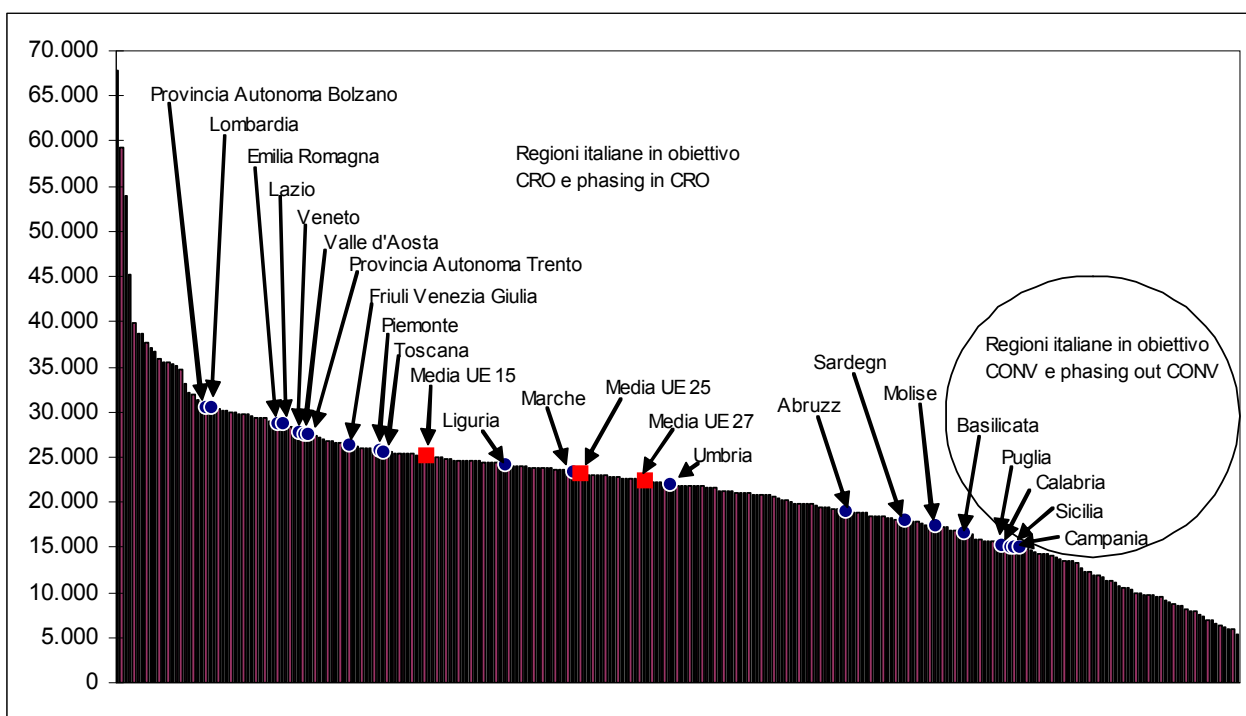 70.000
65.000
60.000
55.000
50.000
45.000
40.000
35.000
30.000
25.000
20.000
15.000
10.000
5.000
0
Provincia Autonoma Bolzano
Lombardia
Emilia Romagna
Lazio
Veneto
Valle d'Aosta
Provincia Autonoma Trento
Friuli Venezia Giulia
Piemonte
Toscana
Media UE 15
Liguria
Marche
Media UE 25
Media UE 27
Umbria
Regioni italiane in obiettivo
CRO e phasing in CRO
Abruzz
Sardegn
Molise
Regioni italiane in obiettivo
CONV e phasing out CONV
Basilicata
Puglia
Calabria
Sicilia
Campania